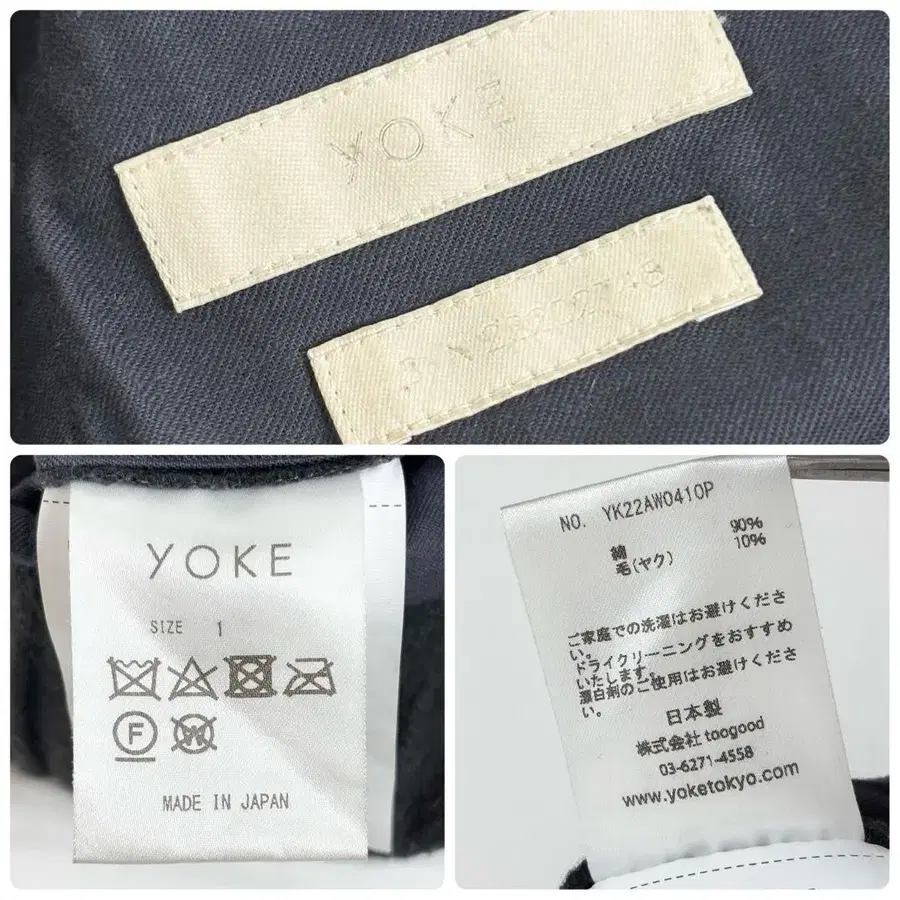 YOKE
YOKE
SIZE 1
MADE IN JAPAN
NO. YK22AW0410P
綿 90%
毛(ヤク) 10%
ご家庭での洗濯はお避けくださ
い。
ドライクリーニングをおすすめ
いたします。
漂白剤のご使用はお避けくださ
い。
日本製
株式会社 toogood
03-6271-4558
www.yoketokyo.com